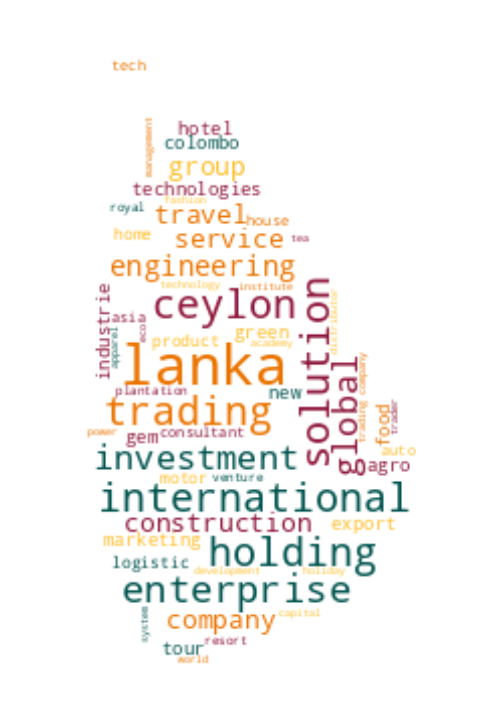 tech
management
hotel
colombo
group
technologies
fashion
royal
travel
house
home
service
tea
engineering
technology
institute
industrie
ceylon
solution
distributor
asia
apparel
eco
product
green
academy
lanka
global
trading company
plantation
new
trading
food
trader
power
gem
consultant
auto
investment
agro
motor
venture
international
construction
export
marketing
holding
logistic
development
holiday
enterprise
system
company
capital
tour
resort
world